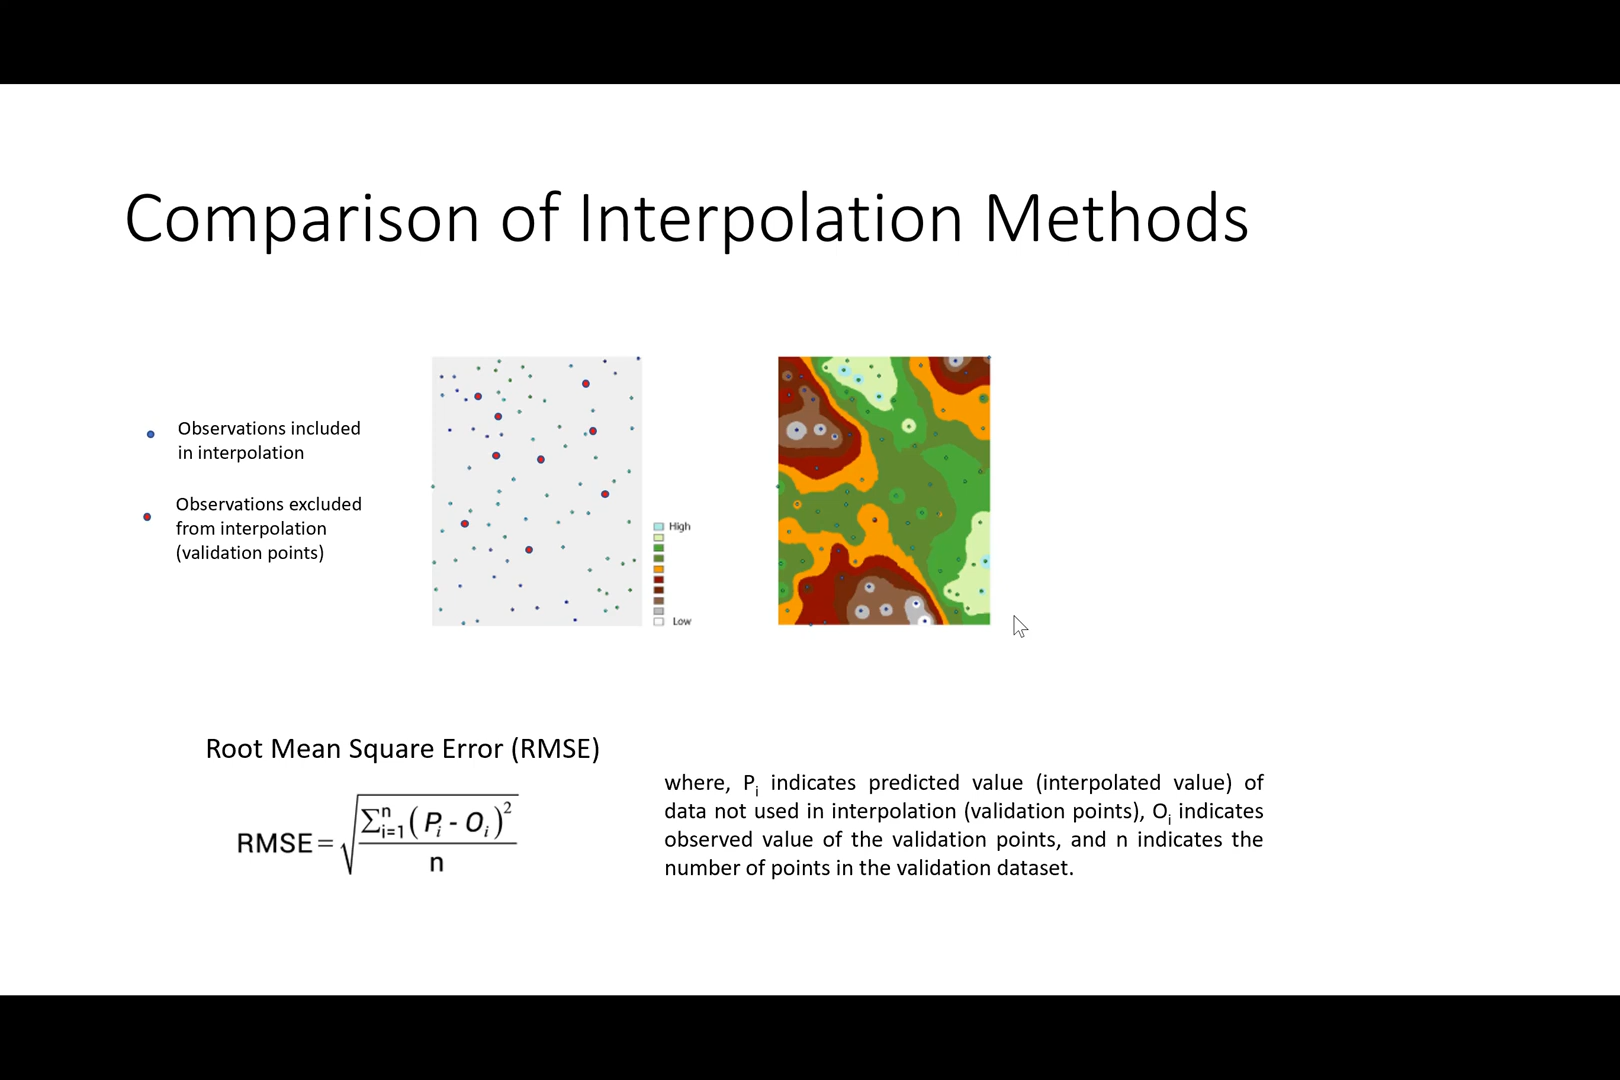 Comparison of Interpolation Methods
Observations included
in interpolation
Observations excluded
from interpolation
(validation points)
High
Low
Root Mean Square Error (RMSE)
RMSE = √(∑ⁿᵢ₌₁ (Pᵢ - Oᵢ)² / n)
where, Pᵢ indicates predicted value (interpolated value) of
data not used in interpolation (validation points), Oᵢ indicates
observed value of the validation points, and n indicates the
number of points in the validation dataset.